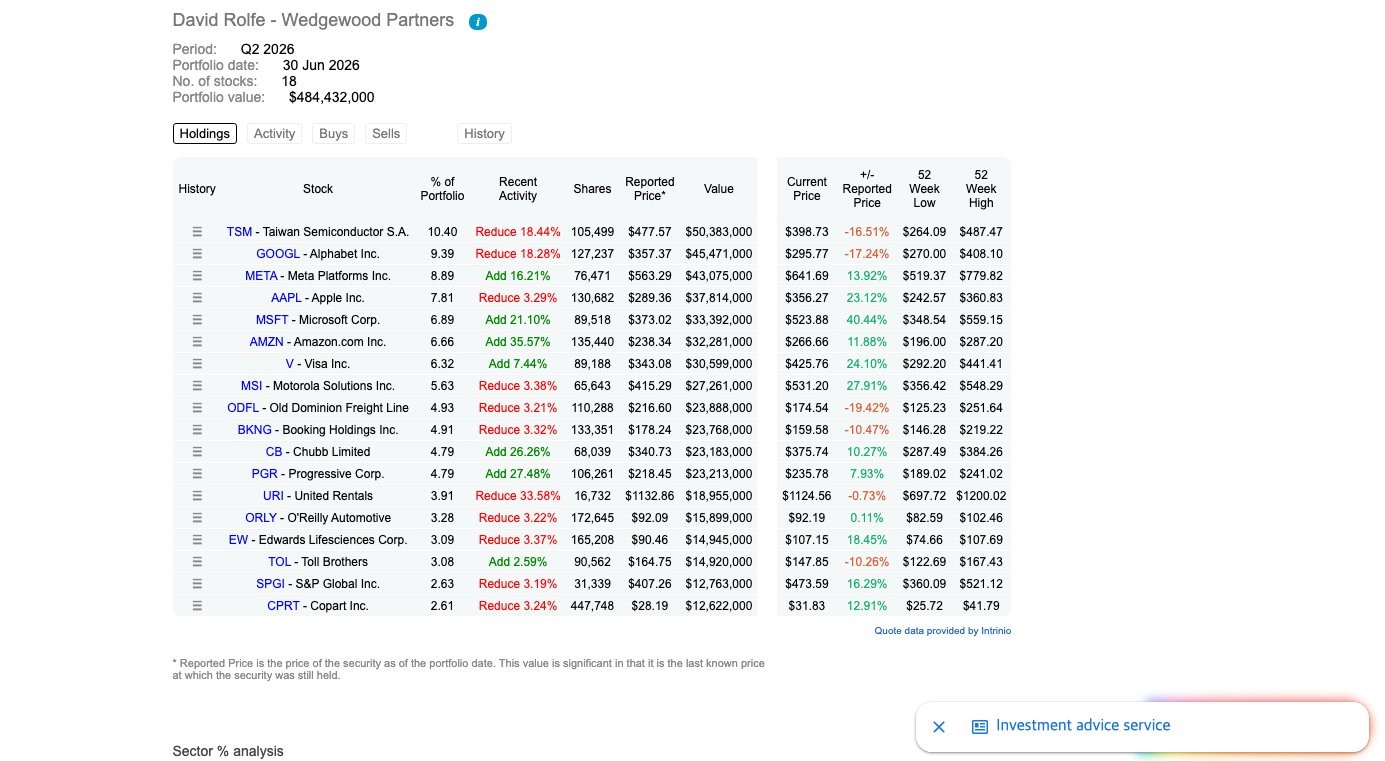 David Rolfe - Wedgewood Partners i
Period: Q2 2026
Portfolio date: 30 Jun 2026
No. of stocks: 18
Portfolio value: $484,432,000
Holdings Activity Buys Sells History
History Stock % of Portfolio Recent Activity Shares Reported Price* Value Current Price +/- Reported Price 52 Week Low 52 Week High
TSM - Taiwan Semiconductor S.A. 10.40 Reduce 18.44% 105,499 $477.57 $50,383,000 $398.73 -16.51% $264.09 $487.47
GOOGL - Alphabet Inc. 9.39 Reduce 18.28% 127,237 $357.37 $45,471,000 $295.77 -17.24% $270.00 $408.10
META - Meta Platforms Inc. 8.89 Add 16.21% 76,471 $563.29 $43,075,000 $641.69 13.92% $519.37 $779.82
AAPL - Apple Inc. 7.81 Reduce 3.29% 130,682 $289.36 $37,814,000 $356.27 23.12% $242.57 $360.83
MSFT - Microsoft Corp. 6.89 Add 21.10% 89,518 $373.02 $33,392,000 $523.88 40.44% $348.54 $559.15
AMZN - Amazon.com Inc. 6.66 Add 35.57% 135,440 $238.34 $32,281,000 $266.66 11.88% $196.00 $287.20
V - Visa Inc. 6.32 Add 7.44% 89,188 $343.08 $30,599,000 $425.76 24.10% $292.20 $441.41
MSI - Motorola Solutions Inc. 5.63 Reduce 3.38% 65,643 $415.29 $27,261,000 $531.20 27.91% $356.42 $548.29
ODFL - Old Dominion Freight Line 4.93 Reduce 3.21% 110,288 $216.60 $23,888,000 $174.54 -19.42% $125.23 $251.64
BKNG - Booking Holdings Inc. 4.91 Reduce 3.32% 133,351 $178.24 $23,768,000 $159.58 -10.47% $146.28 $219.22
CB - Chubb Limited 4.79 Add 26.26% 68,039 $340.73 $23,183,000 $375.74 10.27% $287.49 $384.26
PGR - Progressive Corp. 4.79 Add 27.48% 106,261 $218.45 $23,213,000 $235.78 7.93% $189.02 $241.02
URI - United Rentals 3.91 Reduce 33.58% 16,732 $1132.86 $18,955,000 $1124.56 -0.73% $697.72 $1200.02
ORLY - O'Reilly Automotive 3.28 Reduce 3.22% 172,645 $92.09 $15,899,000 $92.19 0.11% $82.59 $102.46
EW - Edwards Lifesciences Corp. 3.09 Reduce 3.37% 165,208 $90.46 $14,945,000 $107.15 18.45% $74.66 $107.69
TOL - Toll Brothers 3.08 Add 2.59% 90,562 $164.75 $14,920,000 $147.85 -10.26% $122.69 $167.43
SPGI - S&P Global Inc. 2.63 Reduce 3.19% 31,339 $407.26 $12,763,000 $473.59 16.29% $360.09 $521.12
CPRT - Copart Inc. 2.61 Reduce 3.24% 447,748 $28.19 $12,622,000 $31.83 12.91% $25.72 $41.79
Quote data provided by Intrinio
* Reported Price is the price of the security as of the portfolio date. This value is significant in that it is the last known price
at which the security was still held.
Investment advice service
Sector % analysis